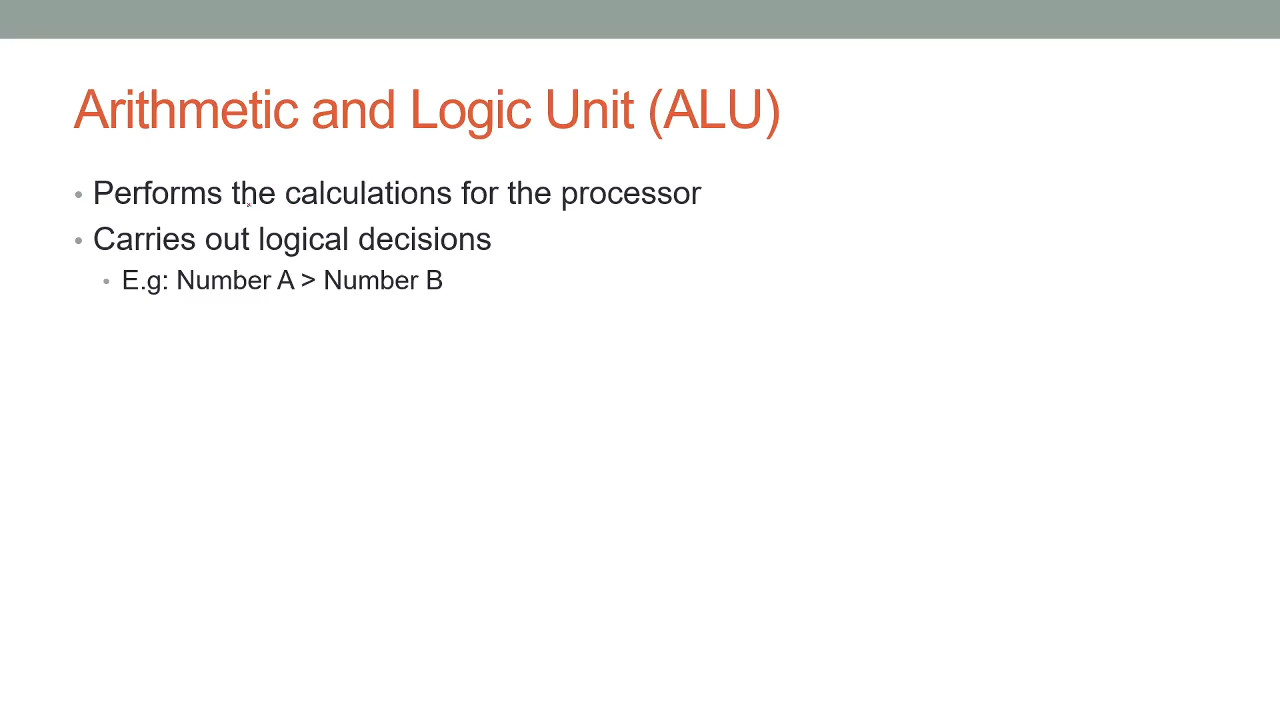 Arithmetic and Logic Unit (ALU)
• Performs the calculations for the processor
• Carries out logical decisions
• E.g: Number A > Number B